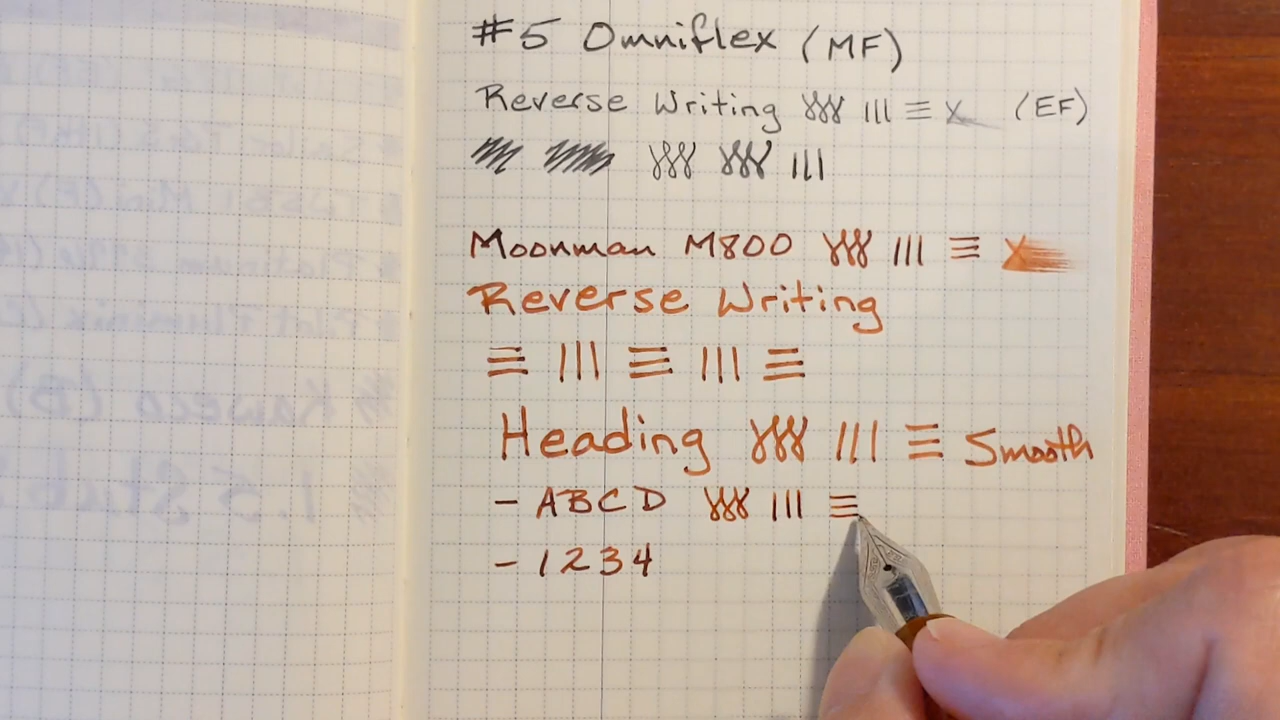 #5 Omniflex (MF)
Reverse Writing ||| ≡ X (EF)
|||
Moonman M800 ||| ≡ X
Reverse Writing
≡ ||| ≡ ||| ≡
Heading ||| ≡ Smooth
- ABCD ||| ≡
- 1234